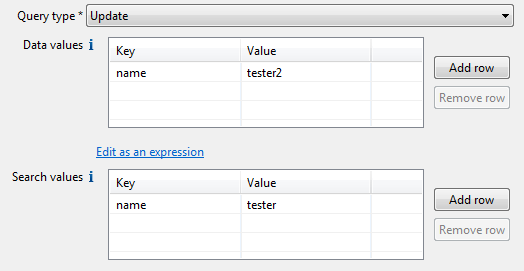 Query type * Update
Data values i
Key Value
name tester2
Add row
Remove row
Edit as an expression
Search values i
Key Value
name tester
Add row
Remove row